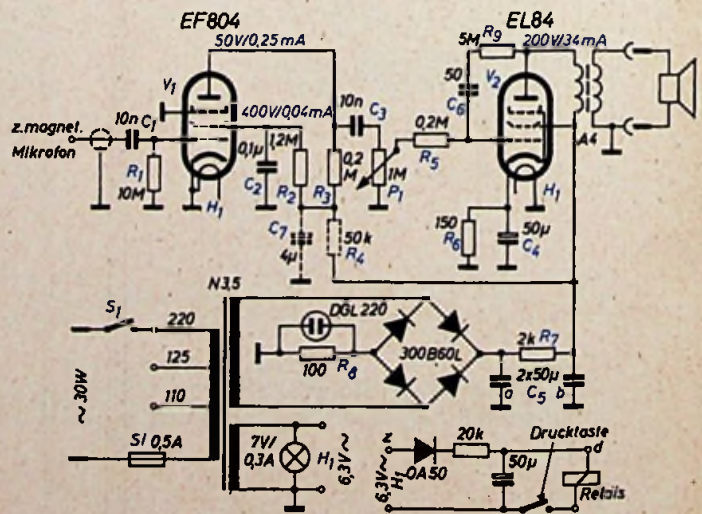 EF804
50V/0,25mA
EL84
5M R9
200V/34mA
V1
400V/0,04mA
10n C1
z. magnet.
Mikrofon
R1
10M
H1
0,1µ
C2
1,2M
R2
0,2
M
R3
10n
C3
1M
P1
0,2M
R5
50
C6
V2
H1
A4
C7
4µ
50k
R4
150
R6
50µ
C4
N3,5
S1
220
125
110
~30W
SI 0,5A
DGL220
100 R8
300B60L
2k R7
2x50µ
a C5 b
7V/
0,3A
H1
6,3V~
6,3V~
H1
z
OA50
20k
50µ
Drucktaste
d
Relais